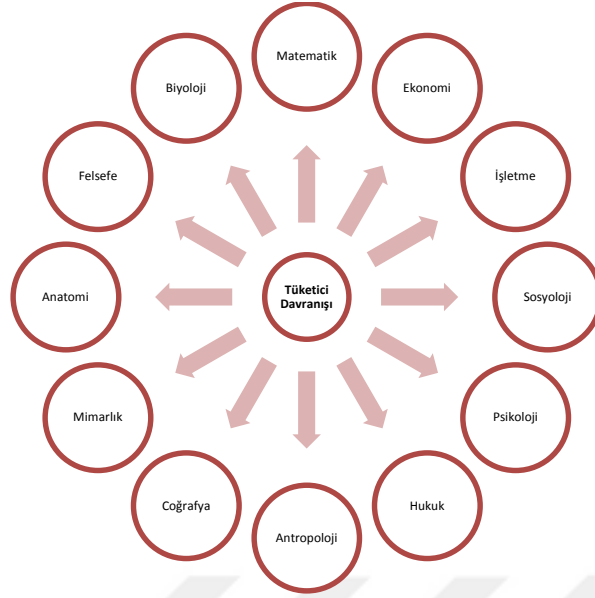 Matematik
Ekonomi
İşletme
Sosyoloji
Psikoloji
Hukuk
Antropoloji
Coğrafya
Mimarlık
Anatomi
Felsefe
Biyoloji
Tüketici
Davranışı